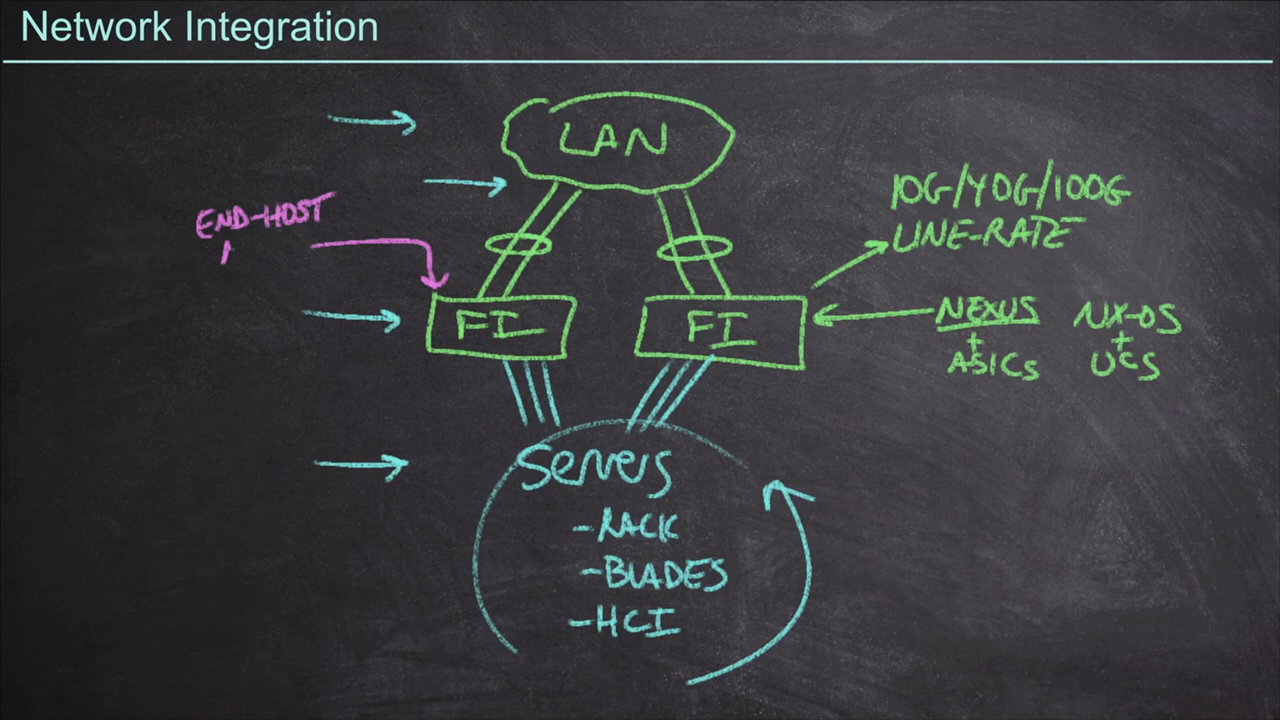 Network Integration
LAN
10G/40G/100G
LINE-RATE
END-HOST
FI
FI
NEXUS
+
ASICs
NX-OS
+
UCS
Servers
-RACK
-BLADES
-HCI